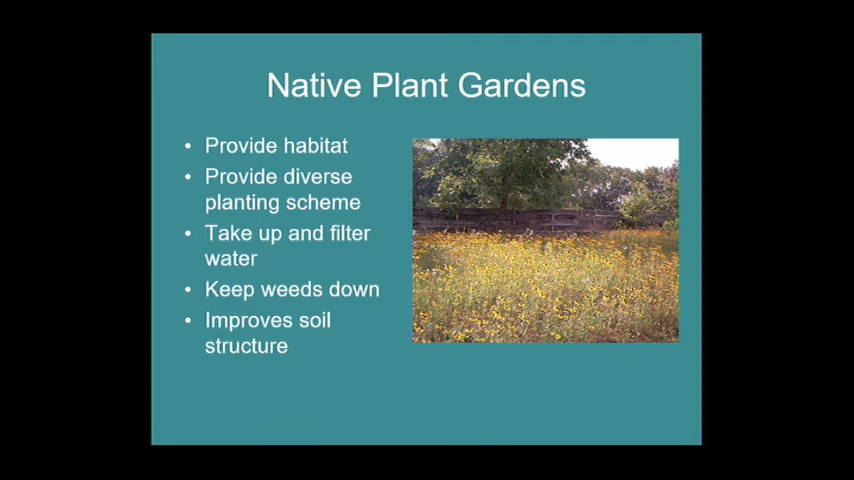 Native Plant Gardens
• Provide habitat
• Provide diverse
planting scheme
• Take up and filter
water
• Keep weeds down
• Improves soil
structure